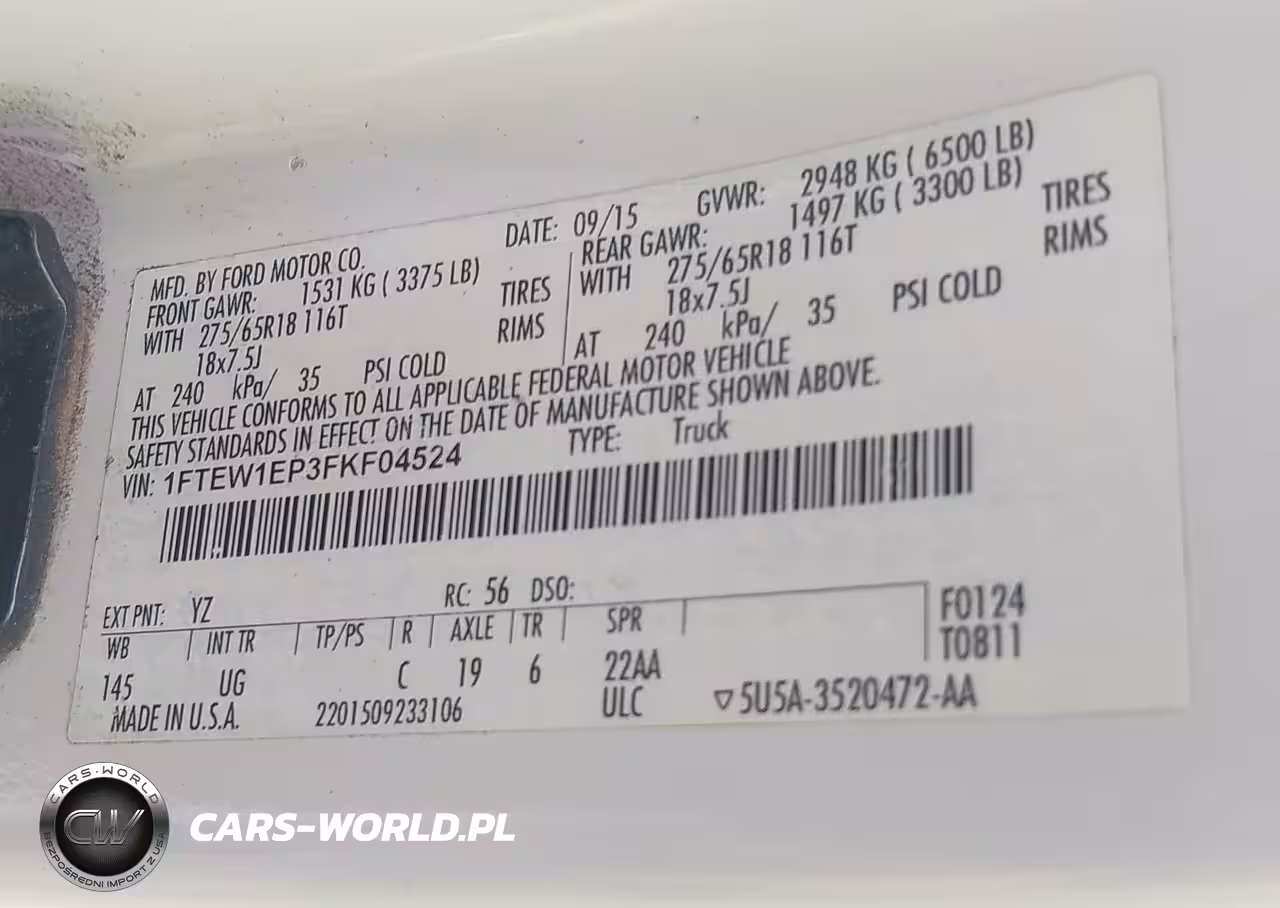 DATE: 09/15 GVWR: 2948 KG ( 6500 LB)
MFD. BY FORD MOTOR CO.
FRONT GAWR: 1531 KG ( 3375 LB) REAR GAWR: 1497 KG ( 3300 LB)
WITH 275/65R18 116T TIRES WITH 275/65R18 116T TIRES
18x7.5J RIMS 18x7.5J RIMS
AT 240 kPa/ 35 PSI COLD AT 240 kPa/ 35 PSI COLD
THIS VEHICLE CONFORMS TO ALL APPLICABLE FEDERAL MOTOR VEHICLE
SAFETY STANDARDS IN EFFECT ON THE DATE OF MANUFACTURE SHOWN ABOVE.
VIN: 1FTEW1EP3FKF04524 TYPE: Truck
EXT PNT: YZ RC: 56 DSO: F0124
WB INT TR TP/PS R AXLE TR SPR T0811
145 UG C 19 6 22AA
MADE IN U.S.A. 2201509233106 ULC ▽5U5A-3520472-AA
CARS-WORLD
CW
BEZPOŚREDNI IMPORT Z USA
CARS-WORLD.PL